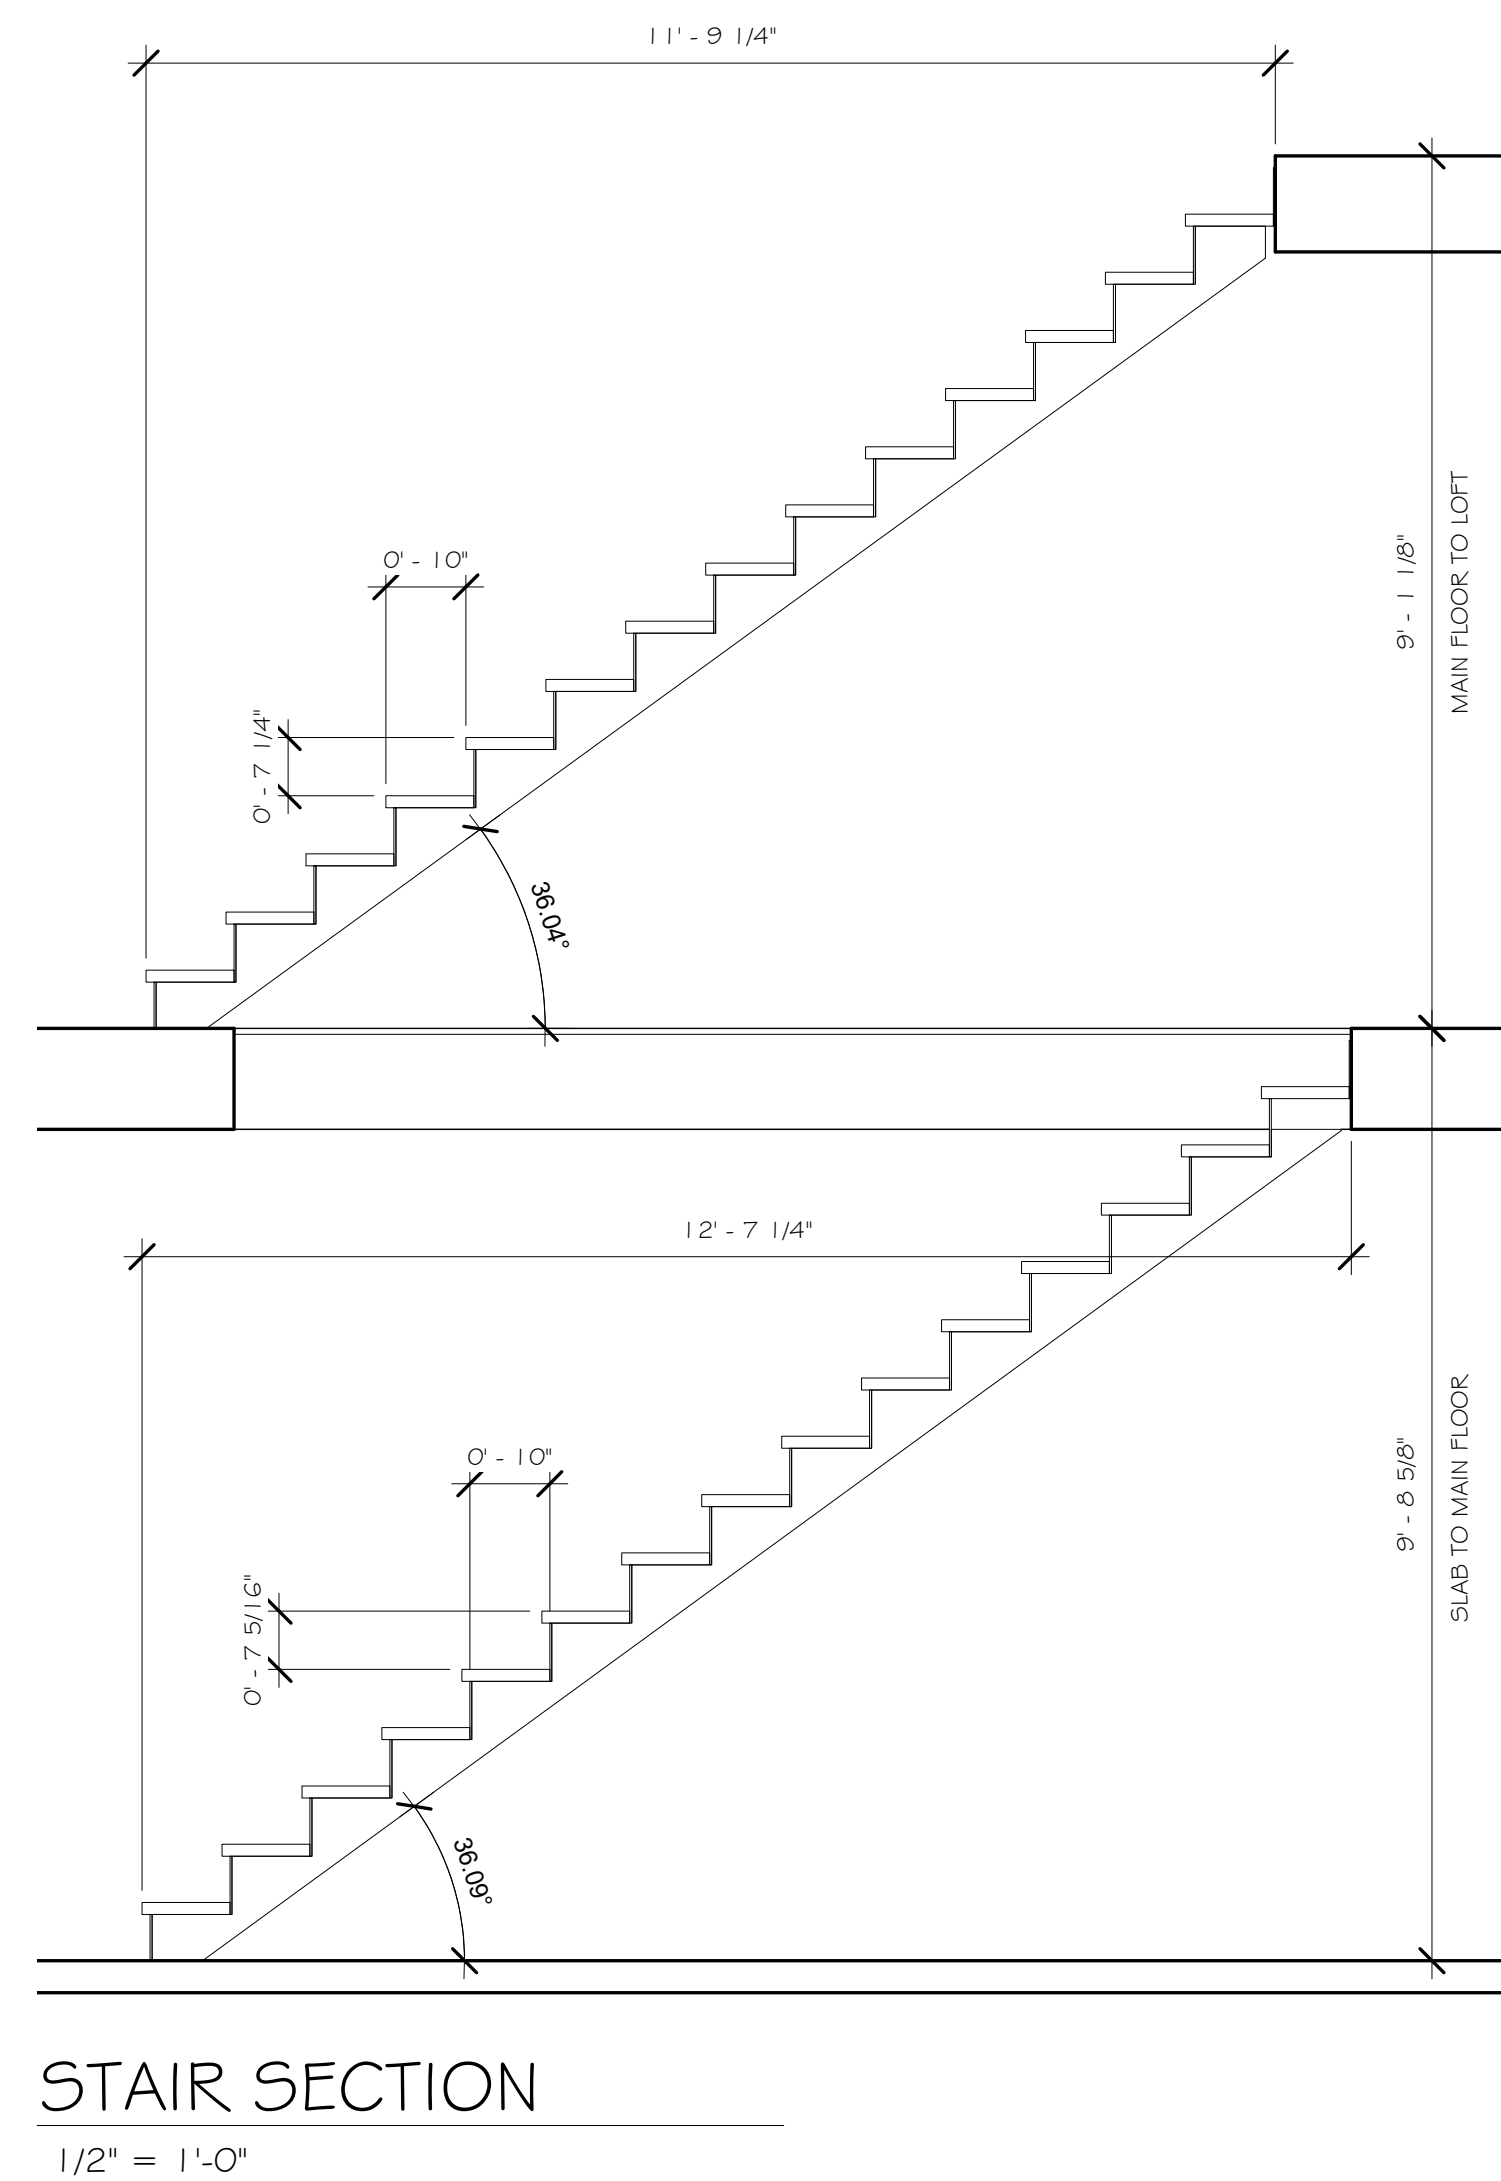 11' - 9 1/4"
0' - 10"
0' - 7 1/4"
36.04°
9' - 1 1/8"
MAIN FLOOR TO LOFT
12' - 7 1/4"
0' - 10"
0' - 7 5/16"
36.09°
9' - 8 5/8"
SLAB TO MAIN FLOOR
STAIR SECTION
1/2" = 1'-0"